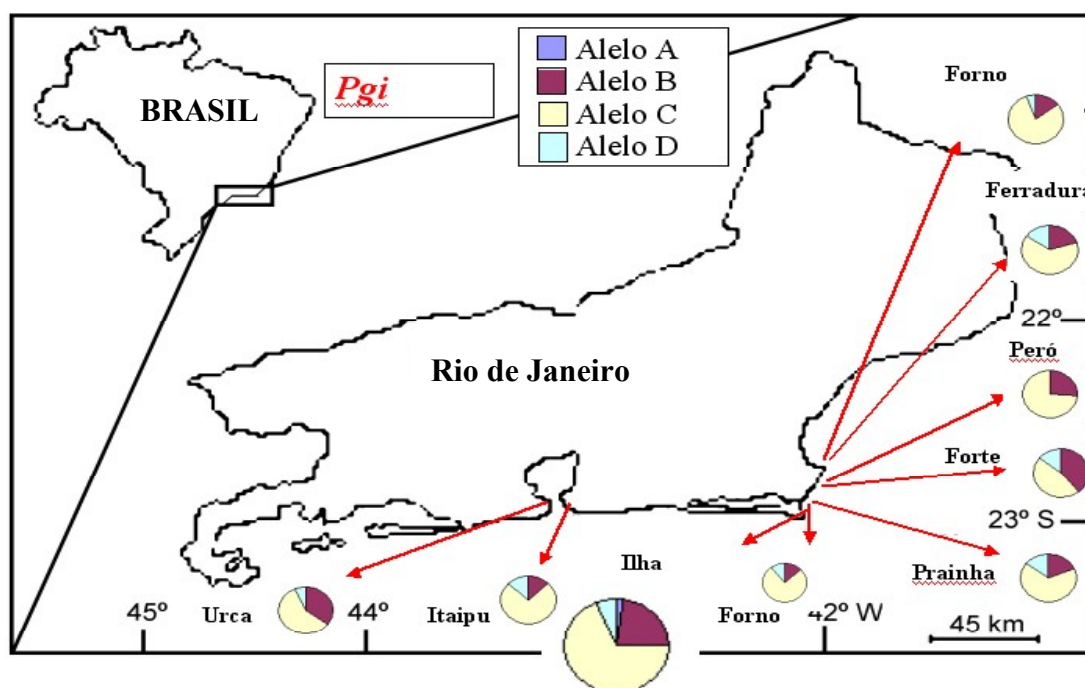 BRASIL
Pgi
Alelo A
Alelo B
Alelo C
Alelo D
Forno
Ferradura
22º
Peró
Rio de Janeiro
Forte
23º S
Ilha
Prainha
Urca
Itaipu
Forno
45º
44º
42º W
45 km